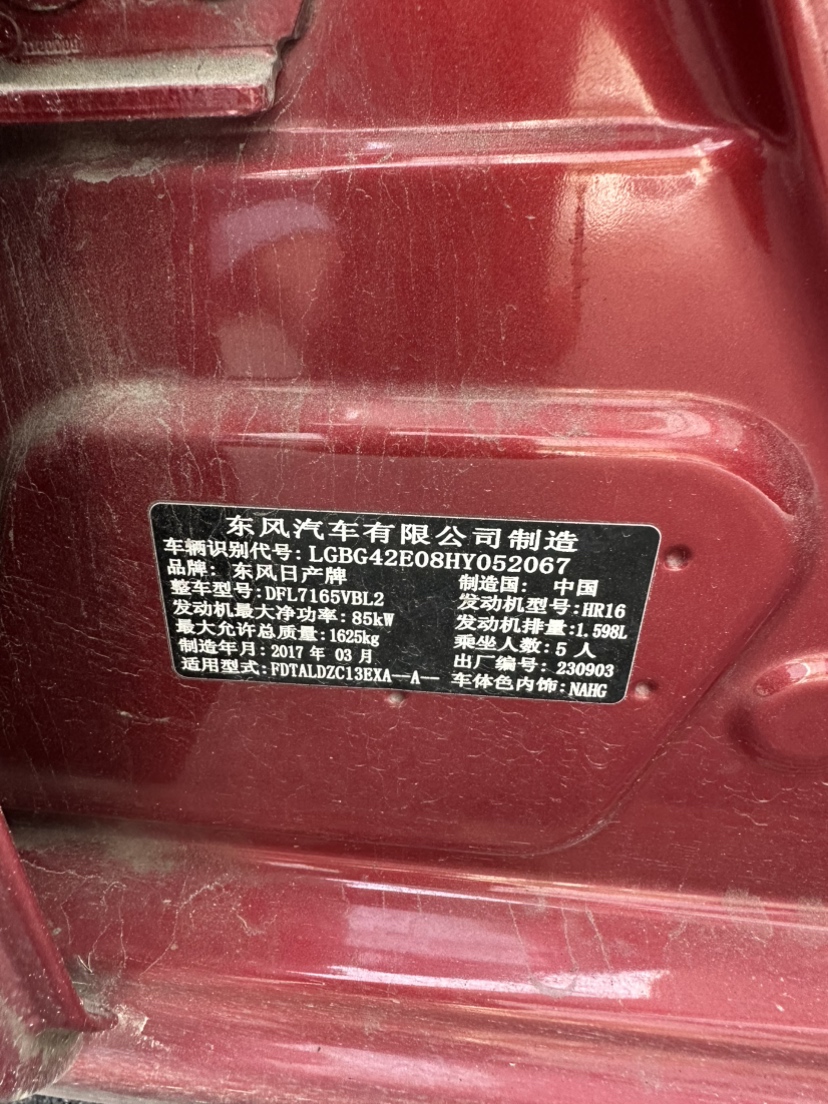 东风汽车有限公司制造
车辆识别代号: LGBG42E08HY052067
品牌: 东风日产牌 制造国: 中国
整车型号: DFL7165VBL2 发动机型号: HR16
发动机最大净功率: 85kW 发动机排量: 1.598L
最大允许总质量: 1625kg 乘坐人数: 5 人
制造年月: 2017 年 03 月 出厂编号: 230903
适用型式: FDTALDZC13EXA--A-- 车体色内饰: NAHG